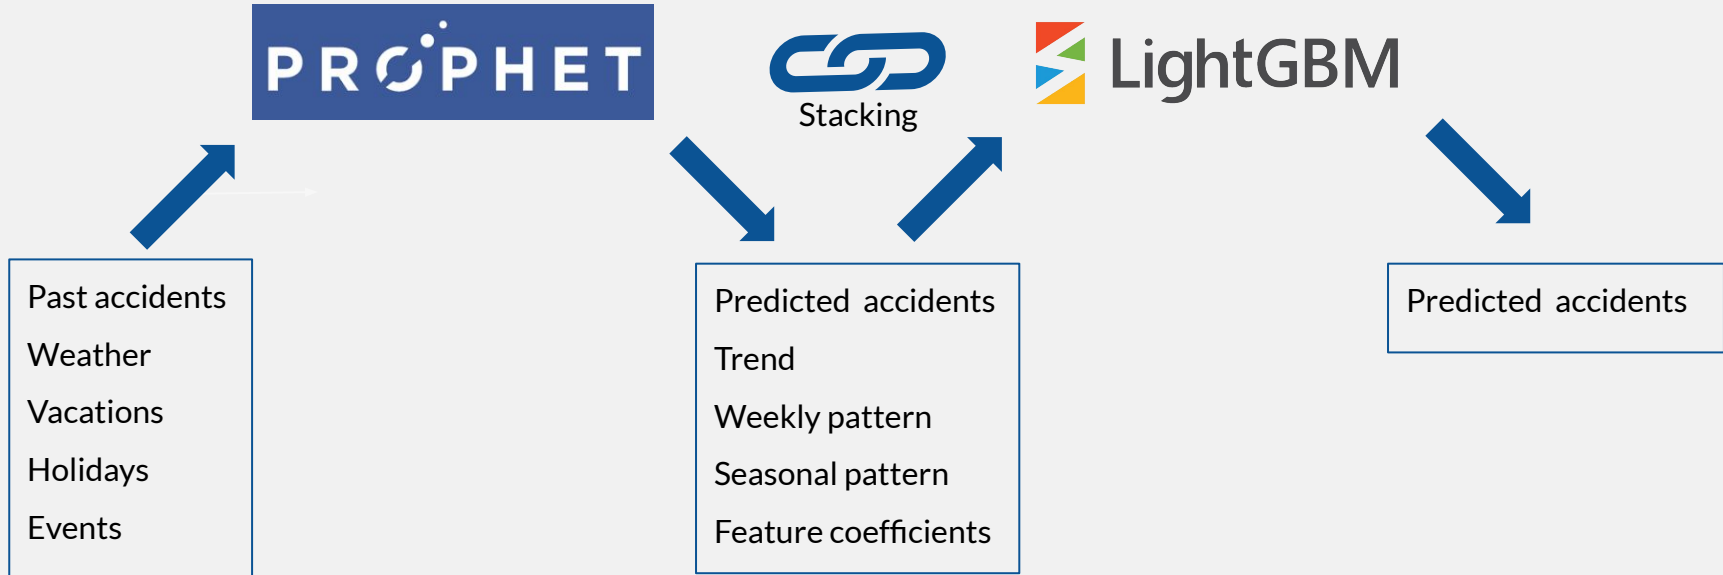 PROPHET
Stacking
LightGBM
Past accidents
Weather
Vacations
Holidays
Events
Predicted accidents
Trend
Weekly pattern
Seasonal pattern
Feature coefficients
Predicted accidents